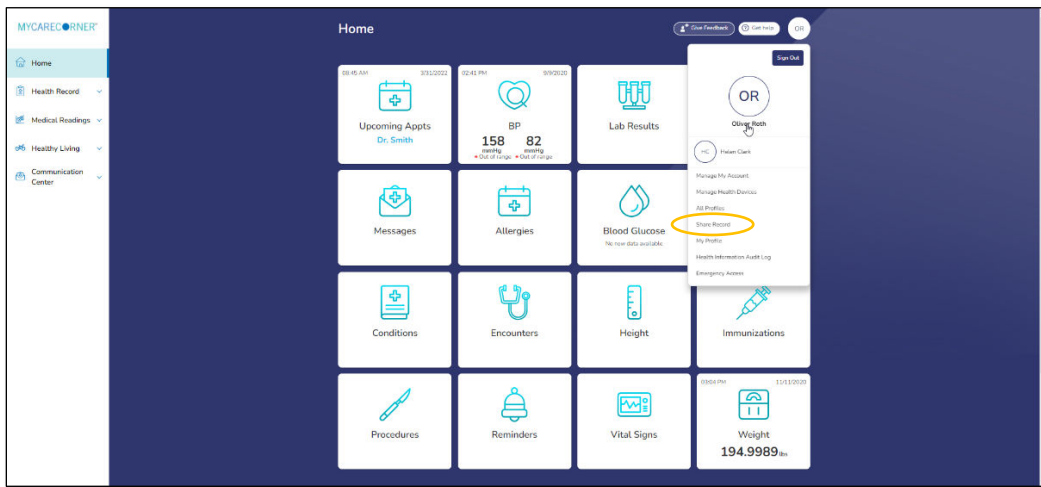 MYCARECORNER
Home
Health Record
Medical Readings
Healthy Living
Communication
Center
Home
Give Feedback
Get help
OR
Sign Out
OR
Oliver Roth
HC
Helen Clark
Manage My Account
Manage Health Devices
All Profiles
Share Record
My Profile
Health Information Audit Log
Emergency Access
08:45 AM 3/31/2022
Upcoming Appts
Dr. Smith
02:41 PM 9/9/2020
BP
158 82
mmHg mmHg
Out of range Out of range
Lab Results
Messages
Allergies
Blood Glucose
No new data available
Conditions
Encounters
Height
Immunizations
Procedures
Reminders
Vital Signs
PM 11/11/2020
Weight
194.9989 lbs